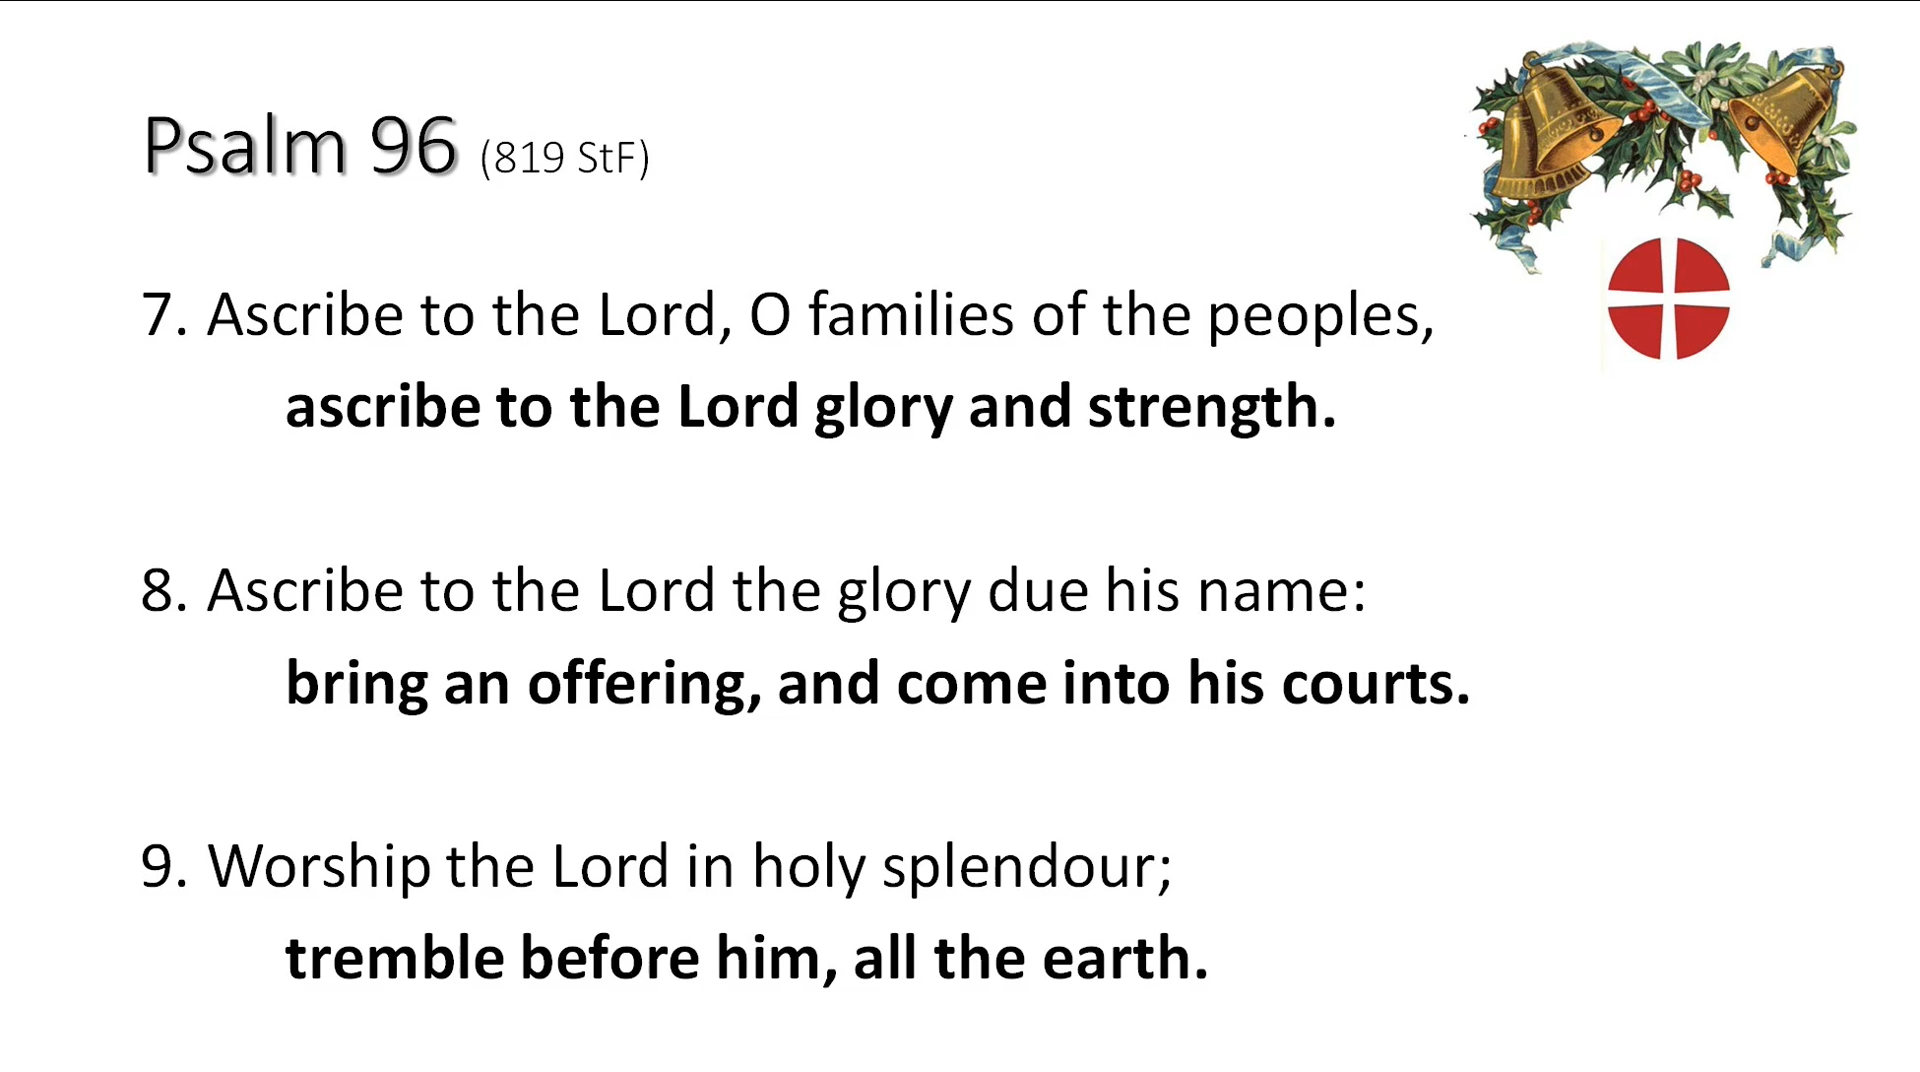 Psalm 96 (819 StF)
7. Ascribe to the Lord, O families of the peoples,
ascribe to the Lord glory and strength.
8. Ascribe to the Lord the glory due his name:
bring an offering, and come into his courts.
9. Worship the Lord in holy splendour;
tremble before him, all the earth.